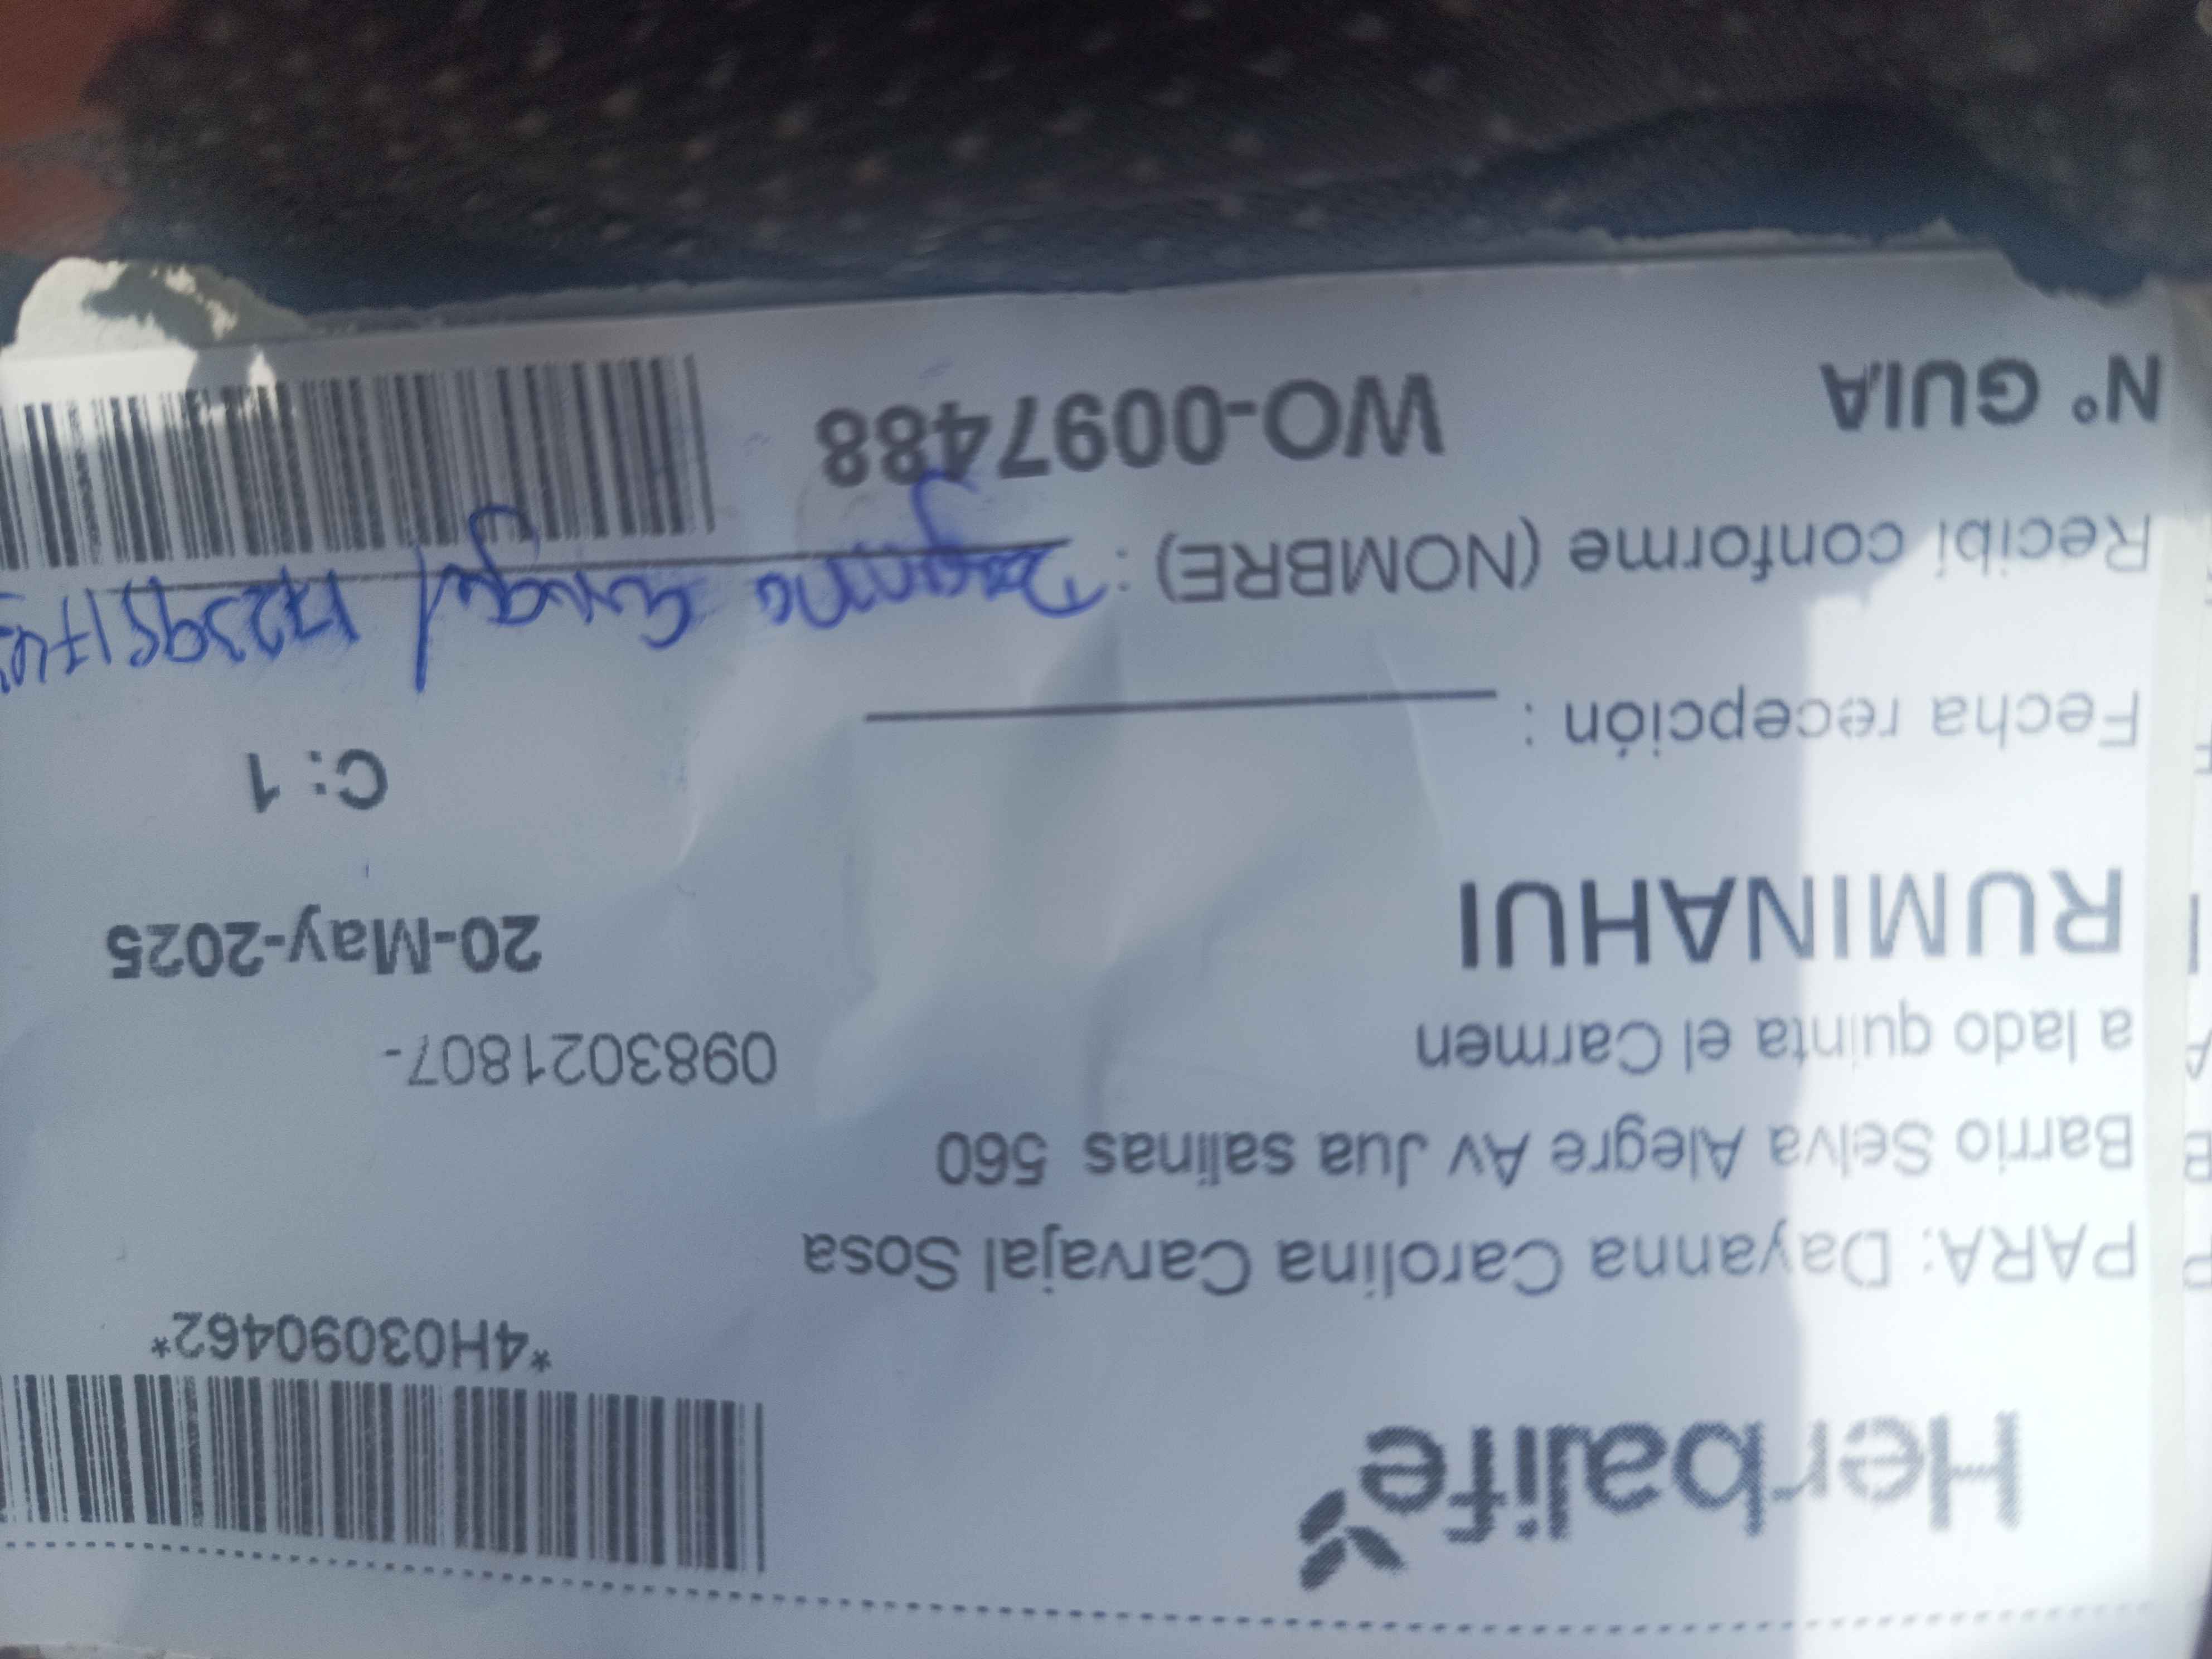 Herbalife
*4H03090462*
PARA: Dayanna Carolina Carvajal Sosa
Barrio Selva Alegre Av Jua salinas 560
a lado quinta el Carmen 0983021807-
RUMINAHUI 20-May-2025
C: 1
Fecha recepción :
Recibí conforme (NOMBRE) :
N° GUIA WO-0097488